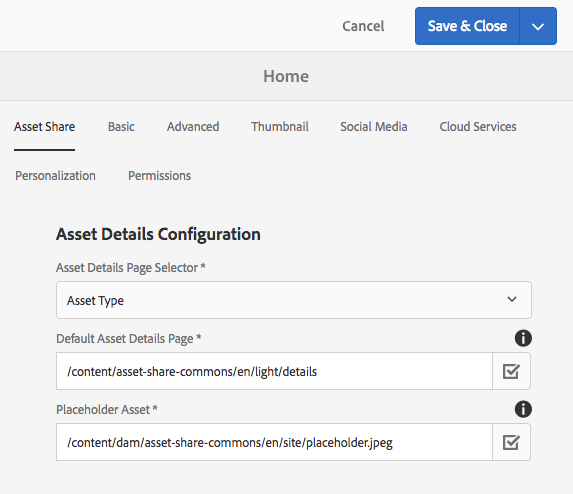 Cancel Save & Close
Home
Asset Share Basic Advanced Thumbnail Social Media Cloud Services
Personalization Permissions
Asset Details Configuration
Asset Details Page Selector *
Asset Type
Default Asset Details Page *
/content/asset-share-commons/en/light/details
Placeholder Asset *
/content/dam/asset-share-commons/en/site/placeholder.jpeg